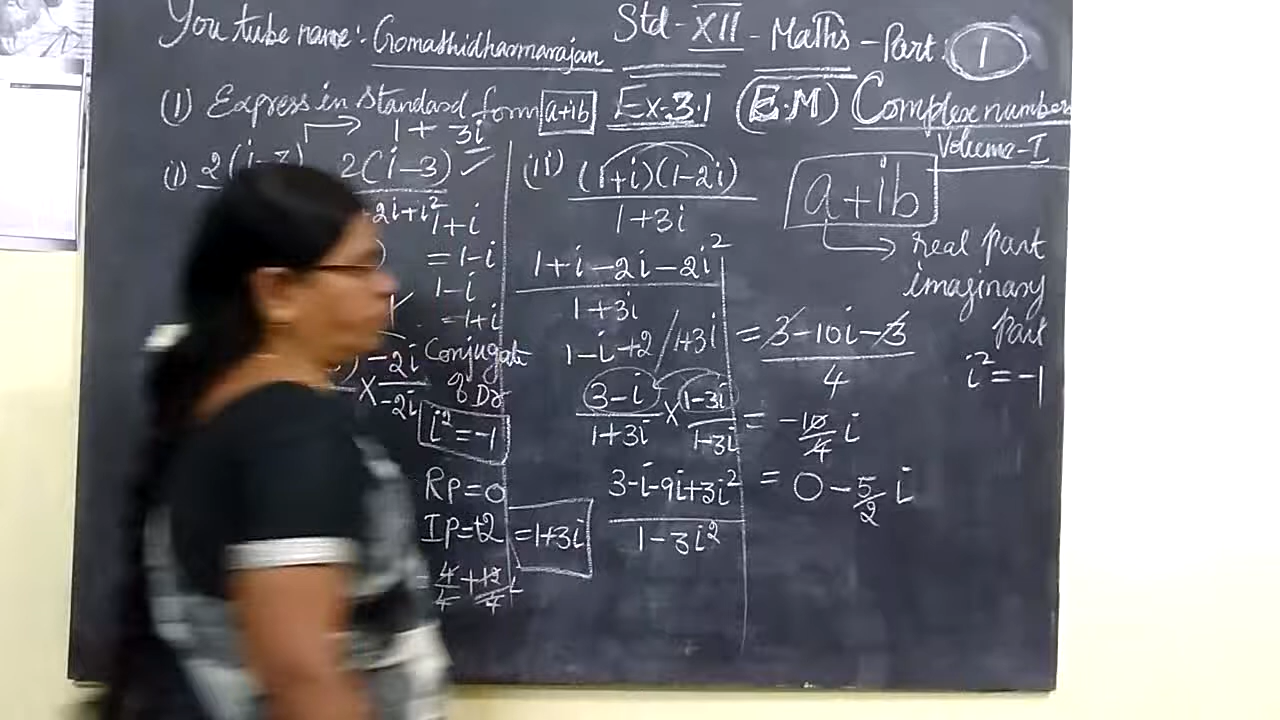 You tube name:- Gomathidharmarajan Std-XII - Maths - Part. 1
(1) Express in standard form a+ib Ex-3.1 (E.M) Complex numbers
Volume-I
1 + 3i
(i) 2(i-3) 2(i-3) ✓
+2i+i² 1+i
= 1-i
1-i
= 1+i
-2i Conjugate
× -2i of Dr
i² = -1
RP=0
IP=+2
= 4/4 + 12/4 i
= 1+3i
(ii) (1+i)(1-2i)
1+3i
1+i-2i-2i²
1+3i
1-i+2 / 1+3i
3-i × 1-3i
1+3i 1-3i
3-i-9i+3i²
1-3i²
= 3-10i-3
4
= -10/4 i
= 0 - 5/2 i
a+ib
real part
imaginary
part
i² = -1